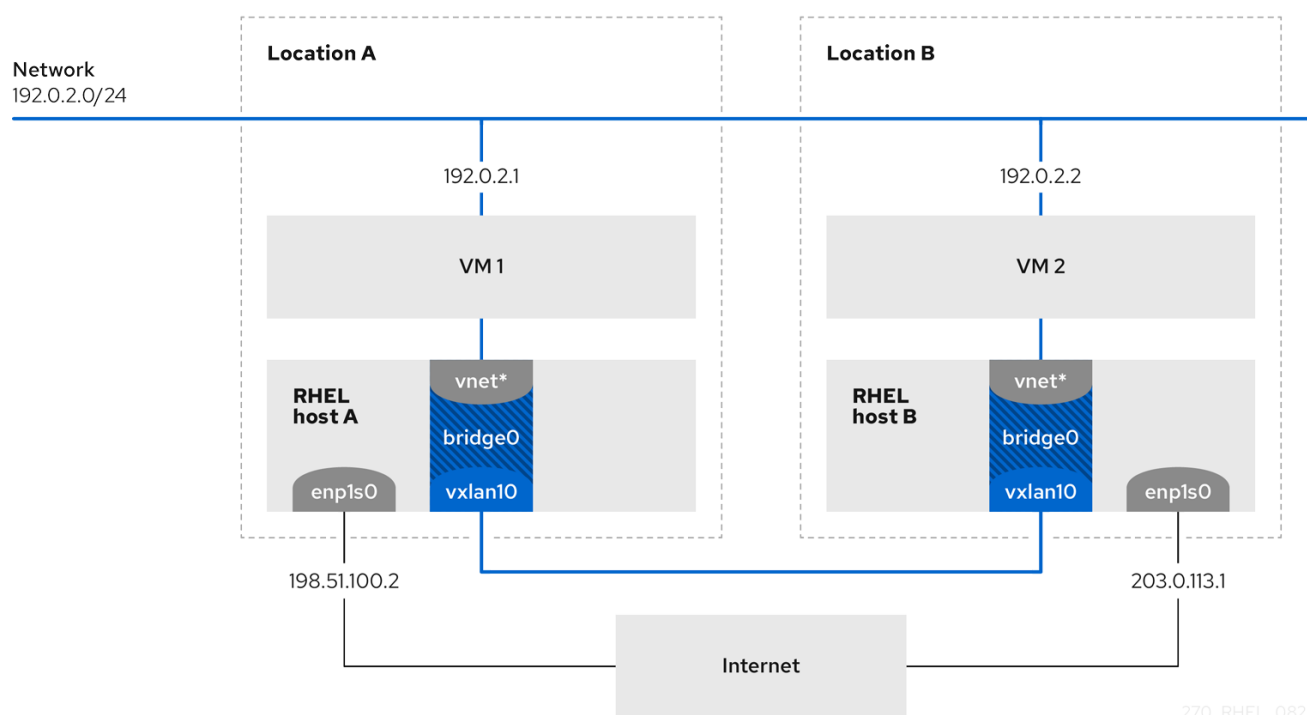 Location A
Location B
Network
192.0.2.0/24
192.0.2.1
192.0.2.2
VM 1
VM 2
RHEL
host A
vnet*
bridge0
vxlan10
enp1s0
RHEL
host B
vnet*
bridge0
vxlan10
enp1s0
198.51.100.2
203.0.113.1
Internet
270_RHEL_082